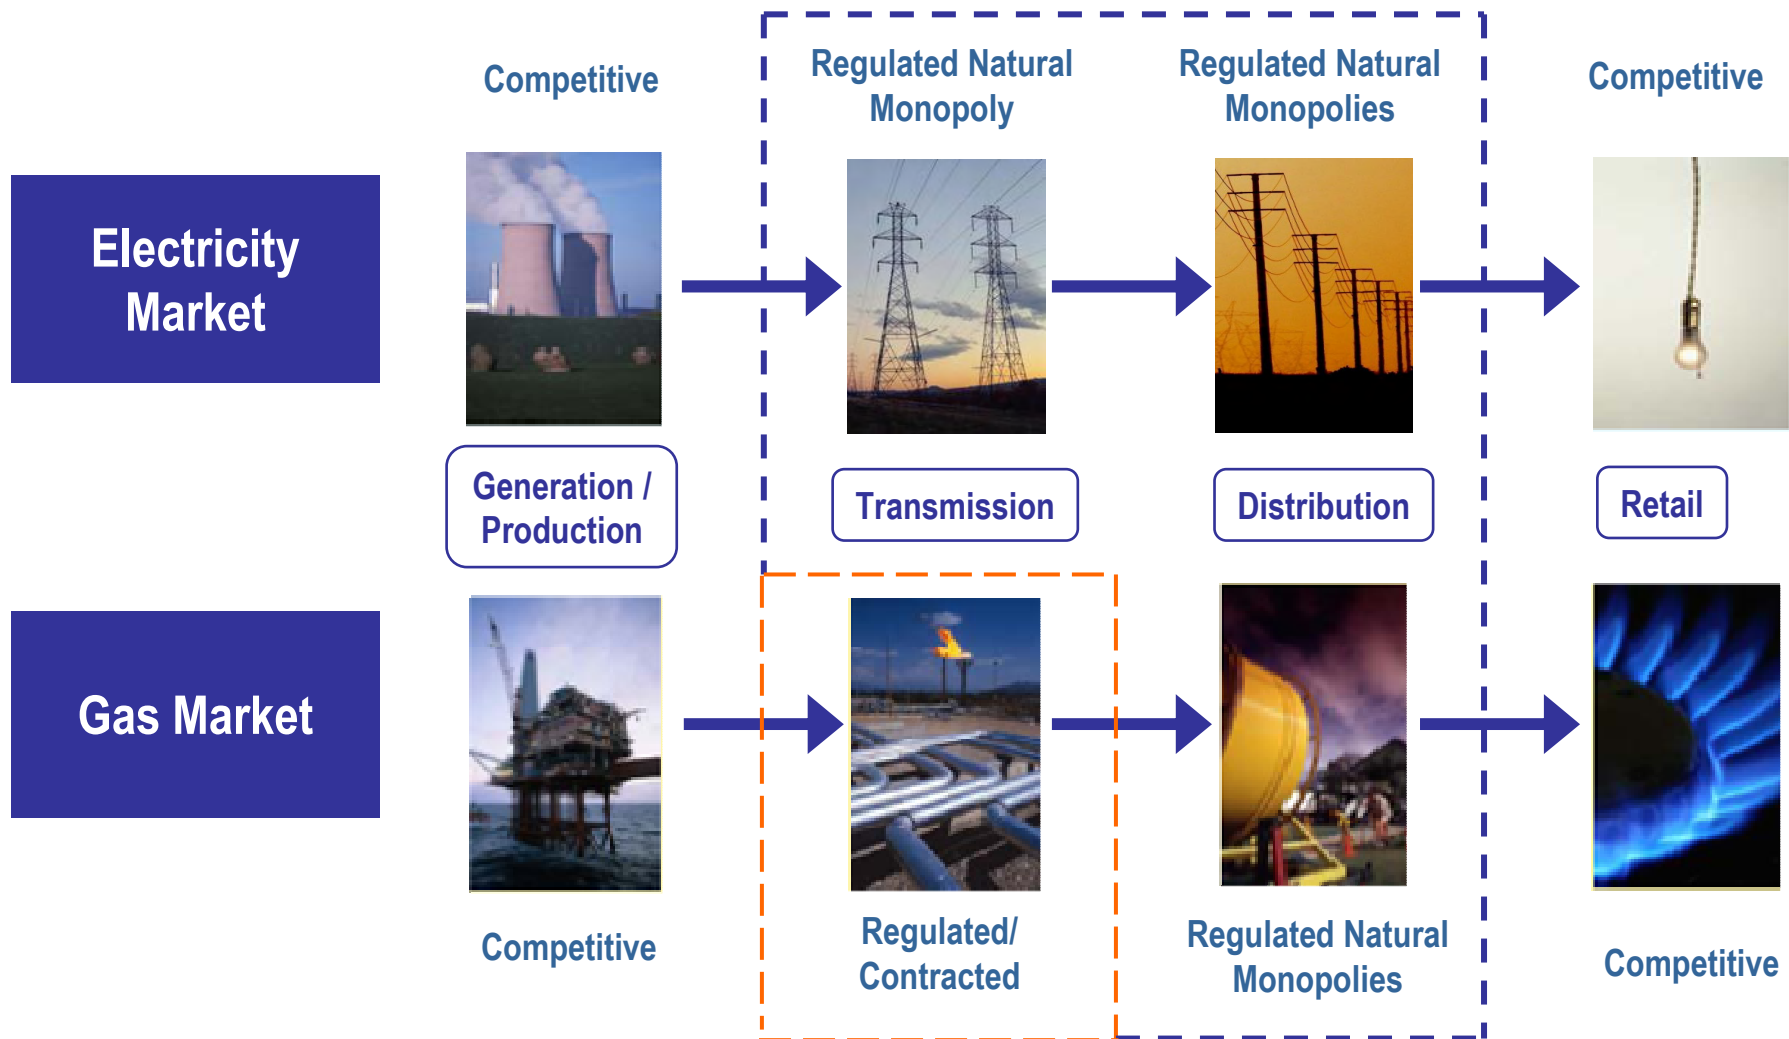 Competitive
Regulated Natural
Monopoly
Regulated Natural
Monopolies
Competitive
Electricity
Market
Generation /
Production
Transmission
Distribution
Retail
Gas Market
Competitive
Regulated/
Contracted
Regulated Natural
Monopolies
Competitive